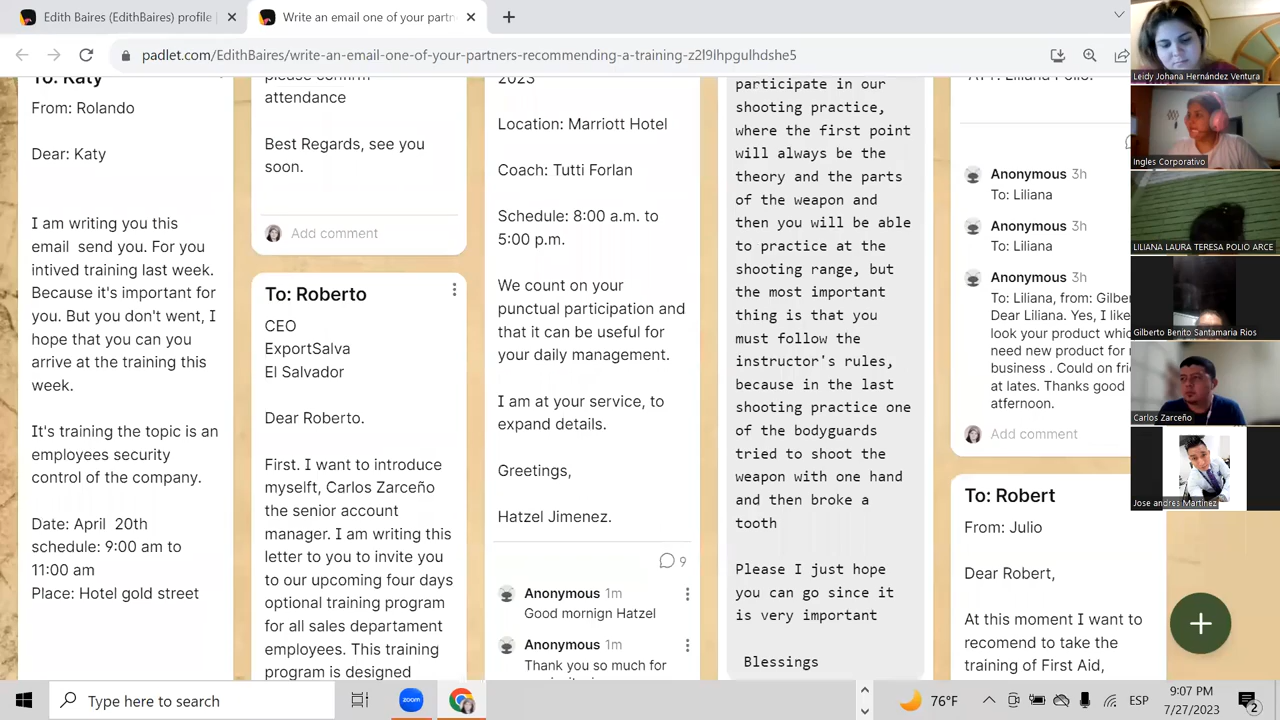 Edith Baires (EdithBaires) profile
Write an email one of your partn
padlet.com/EdithBaires/write-an-email-one-of-your-partners-recommending-a-training-z2l9lhpgulhdshe5
To: Katy
From: Rolando
Dear: Katy
I am writing you this
email  send you. For you
intived training last week.
Because it's important for
you. But you don't went, I
hope that you can you
arrive at the training this
week.
It's training the topic is an
employees security
control of the company.
Date: April  20th
schedule: 9:00 am to
11:00 am
Place: Hotel gold street
please confirm
attendance
Best Regards, see you
soon.
Add comment
To: Roberto
CEO
ExportSalva
El Salvador
Dear Roberto.
First. I want to introduce
myselft, Carlos Zarceño
the senior account
manager. I am writing this
letter to you to invite you
to our upcoming four days
optional training program
for all sales departament
employees. This training
program is designed
2023
Location: Marriott Hotel
Coach: Tutti Forlan
Schedule: 8:00 a.m. to
5:00 p.m.
We count on your
punctual participation and
that it can be useful for
your daily management.
I am at your service, to
expand details.
Greetings,
Hatzel Jimenez.
9
Anonymous 1m
Good mornign Hatzel
Anonymous 1m
Thank you so much for
participate in our
shooting practice,
where the first point
will always be the
theory and the parts
of the weapon and
then you will be able
to practice at the
shooting range, but
the most important
thing is that you
must follow the
instructor's rules,
because in the last
shooting practice one
of the bodyguards
tried to shoot the
weapon with one hand
and then broke a
tooth
Please I just hope
you can go since it
is very important
Blessings
ATT: Liliana Polio.
Anonymous 3h
To: Liliana
Anonymous 3h
To: Liliana
Anonymous 3h
To: Liliana, from: Gilbe
Dear Liliana. Yes, I like
look your product whic
need new product for
business . Could on fri
at lates. Thanks good
atfernoon.
Add comment
To: Robert
From: Julio
Dear Robert,
At this moment I want to
recomend to take the
training of First Aid,
Leidy Johana Hernández Ventura
Ingles Corporativo
LILIANA LAURA TERESA POLIO ARCE
Gilberto Benito Santamaria Rios
Carlos Zarceño
Jose andres Martinez
Type here to search
zoom
76°F
ESP
9:07 PM
7/27/2023
2